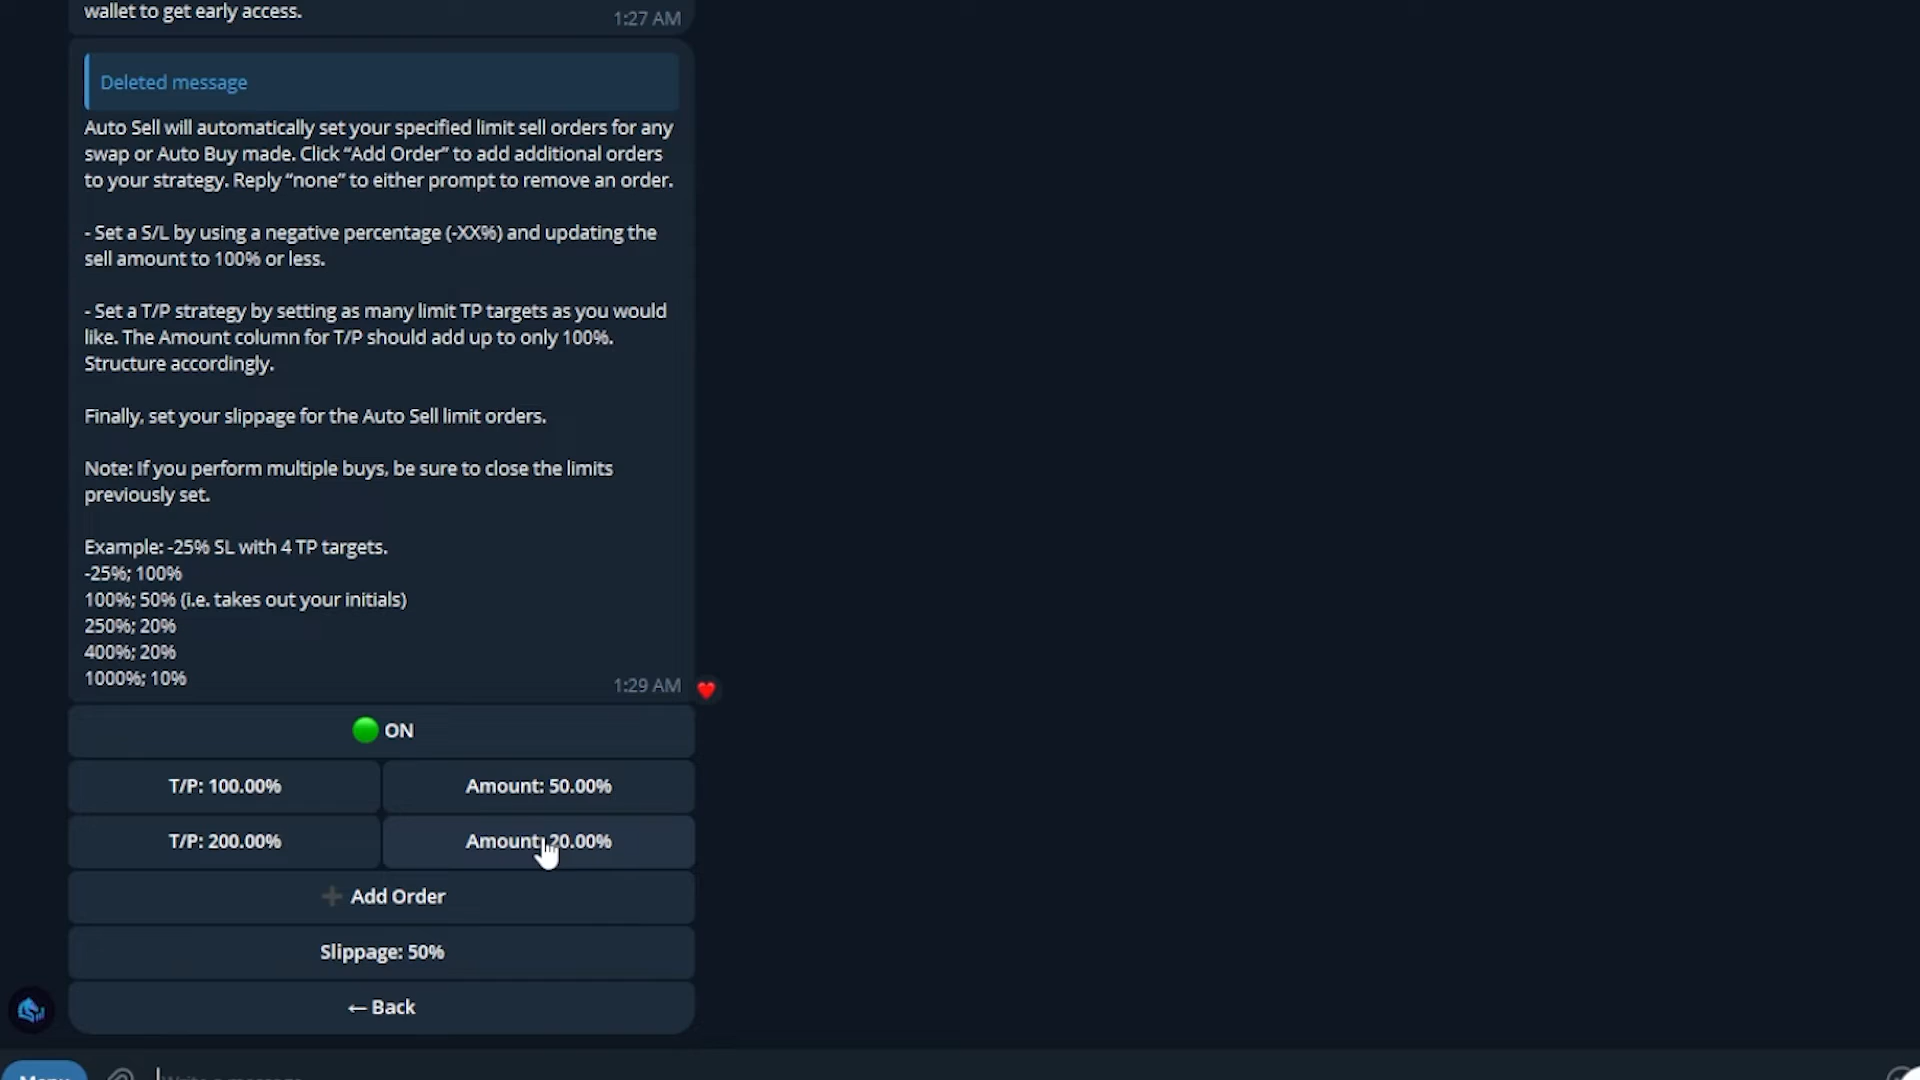 wallet to get early access.
1:27 AM
Deleted message
Auto Sell will automatically set your specified limit sell orders for any
swap or Auto Buy made. Click “Add Order” to add additional orders
to your strategy. Reply “none” to either prompt to remove an order.
- Set a S/L by using a negative percentage (-XX%) and updating the
sell amount to 100% or less.
- Set a T/P strategy by setting as many limit TP targets as you would
like. The Amount column for T/P should add up to only 100%.
Structure accordingly.
Finally, set your slippage for the Auto Sell limit orders.
Note: If you perform multiple buys, be sure to close the limits
previously set.
Example: -25% SL with 4 TP targets.
-25%; 100%
100%; 50% (i.e. takes out your initials)
250%; 20%
400%; 20%
1000%; 10%
1:29 AM
ON
T/P: 100.00% Amount: 50.00%
T/P: 200.00% Amount: 20.00%
Add Order
Slippage: 50%
← Back